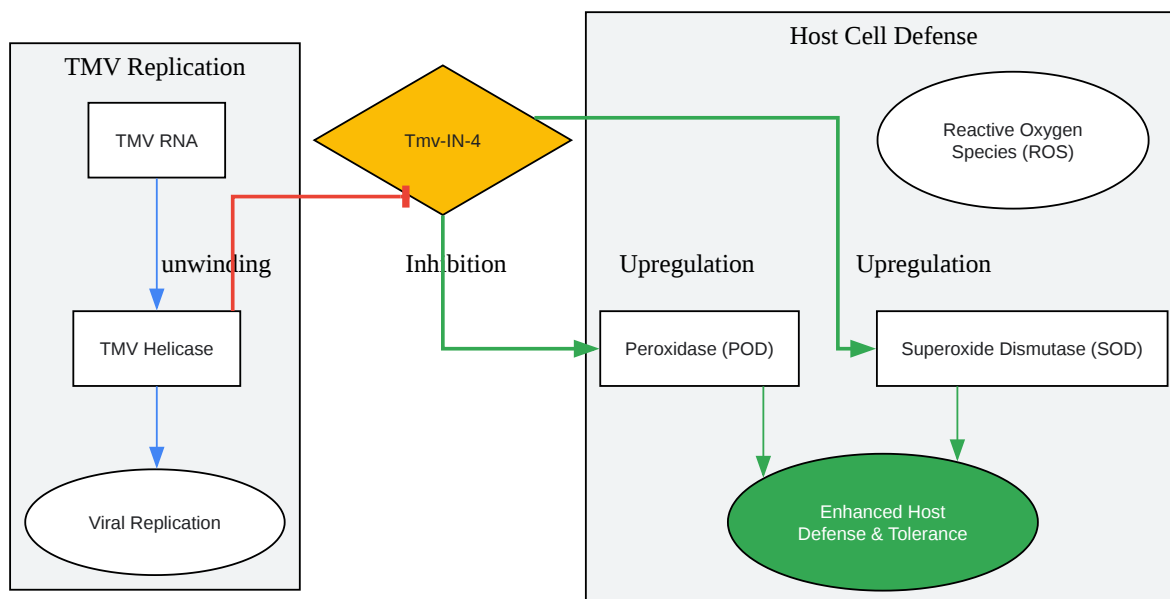 TMV Replication
TMV RNA
unwinding
TMV Helicase
Viral Replication
Tmv-IN-4
Inhibition
Host Cell Defense
Reactive Oxygen
Species (ROS)
Upregulation
Upregulation
Peroxidase (POD)
Superoxide Dismutase (SOD)
Enhanced Host
Defense & Tolerance